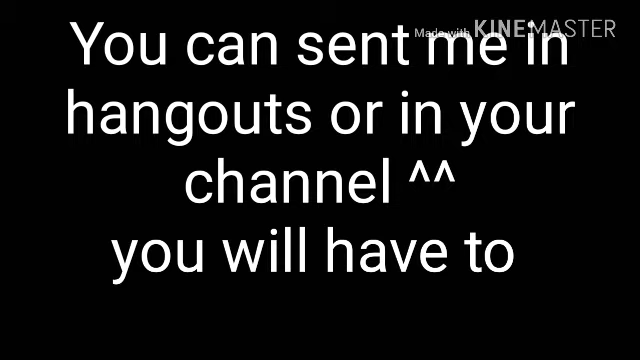 Made with KINEMASTER
You can sent me in
hangouts or in your
channel ^^
you will have to